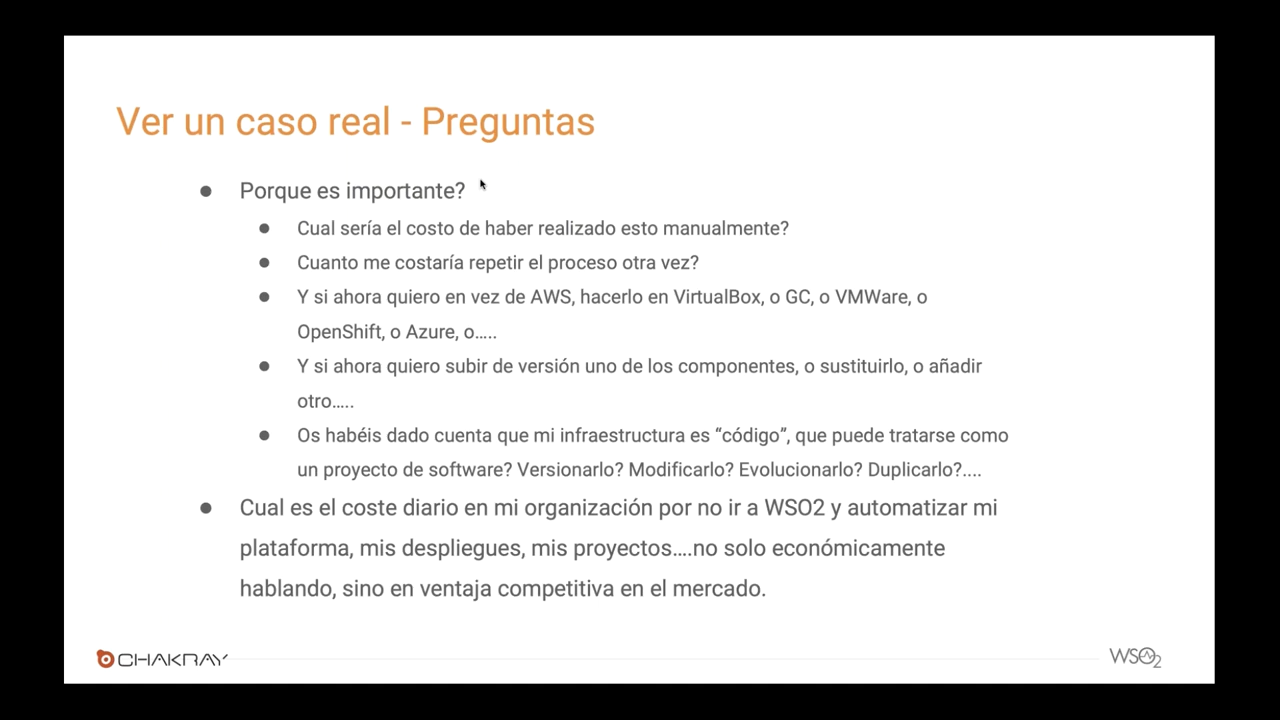 Ver un caso real - Preguntas
● Porque es importante?
● Cual sería el costo de haber realizado esto manualmente?
● Cuanto me costaría repetir el proceso otra vez?
● Y si ahora quiero en vez de AWS, hacerlo en VirtualBox, o GC, o VMWare, o
OpenShift, o Azure, o.....
● Y si ahora quiero subir de versión uno de los componentes, o sustituirlo, o añadir
otro.....
● Os habéis dado cuenta que mi infraestructura es “código”, que puede tratarse como
un proyecto de software? Versionarlo? Modificarlo? Evolucionarlo? Duplicarlo?....
● Cual es el coste diario en mi organización por no ir a WSO2 y automatizar mi
plataforma, mis despliegues, mis proyectos....no solo económicamente
hablando, sino en ventaja competitiva en el mercado.
CHAKRAY
WSO2